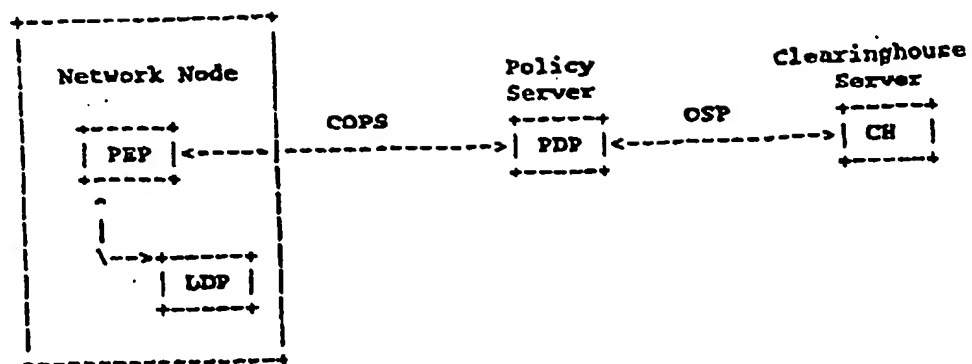 Network Node
Policy
Server
Clearinghouse
Server
COPS
OSP
PEP
PDP
CH
LDP